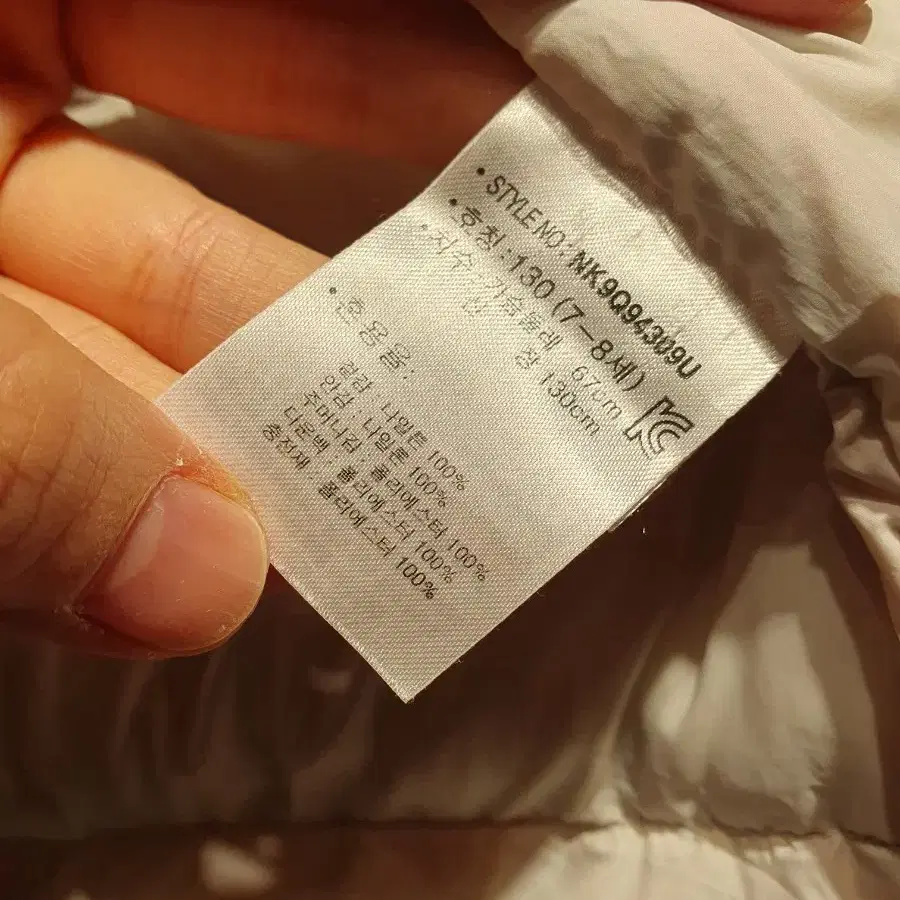 • STYLE NO : NK9Q94309U
• 호칭 : 130 (7-8세)
• 치수 : 가슴둘레 67cm
신 장 130cm
• 혼용율 :
겉감 : 나일론 100%
안감 : 나일론 100%
주머니감 : 폴리에스터 100%
다운백 : 폴리에스터 100%
충전재 : 폴리에스터 100%